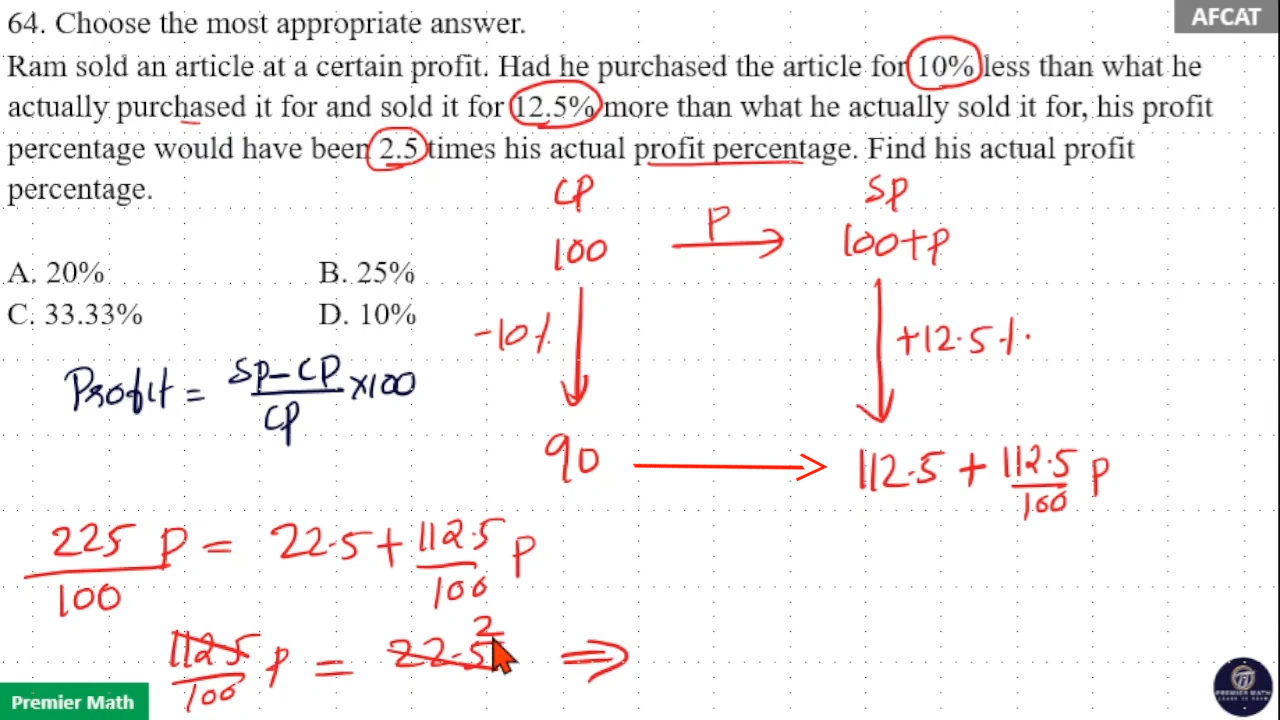 AFCAT
64. Choose the most appropriate answer.
Ram sold an article at a certain profit. Had he purchased the article for 10% less than what he
actually purchased it for and sold it for 12.5% more than what he actually sold it for, his profit
percentage would have been 2.5 times his actual profit percentage. Find his actual profit
percentage.
CP SP
100 P 100+P
A. 20% B. 25%
C. 33.33% D. 10%
-10% +12.5%
Profit = SP-CP/CP ×100
90 112.5 + 112.5/100 P
225/100 P = 22.5 + 112.5/100 P
112.5/100 P = 22.5 2 ⇒
Premier Math
PREMIER MATH